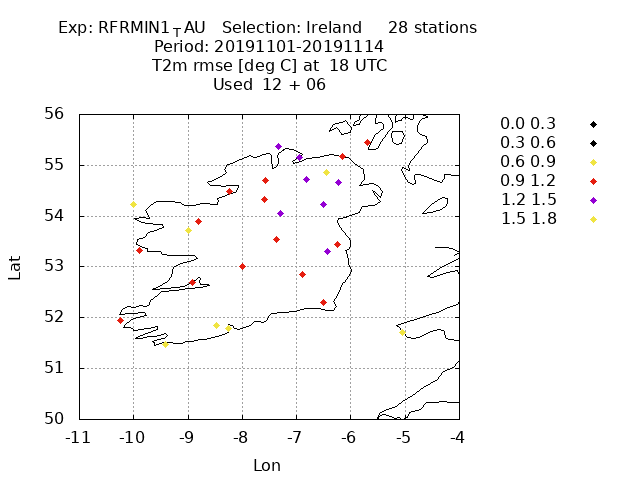 Exp: RFRMIN1_TAU Selection: Ireland 28 stations
Period: 20191101-20191114
T2m rmse [deg C] at 18 UTC
Used 12 + 06
56
55
54
53
52
51
50
-11 -10 -9 -8 -7 -6 -5 -4
Lat
Lon
0.0 0.3
0.3 0.6
0.6 0.9
0.9 1.2
1.2 1.5
1.5 1.8